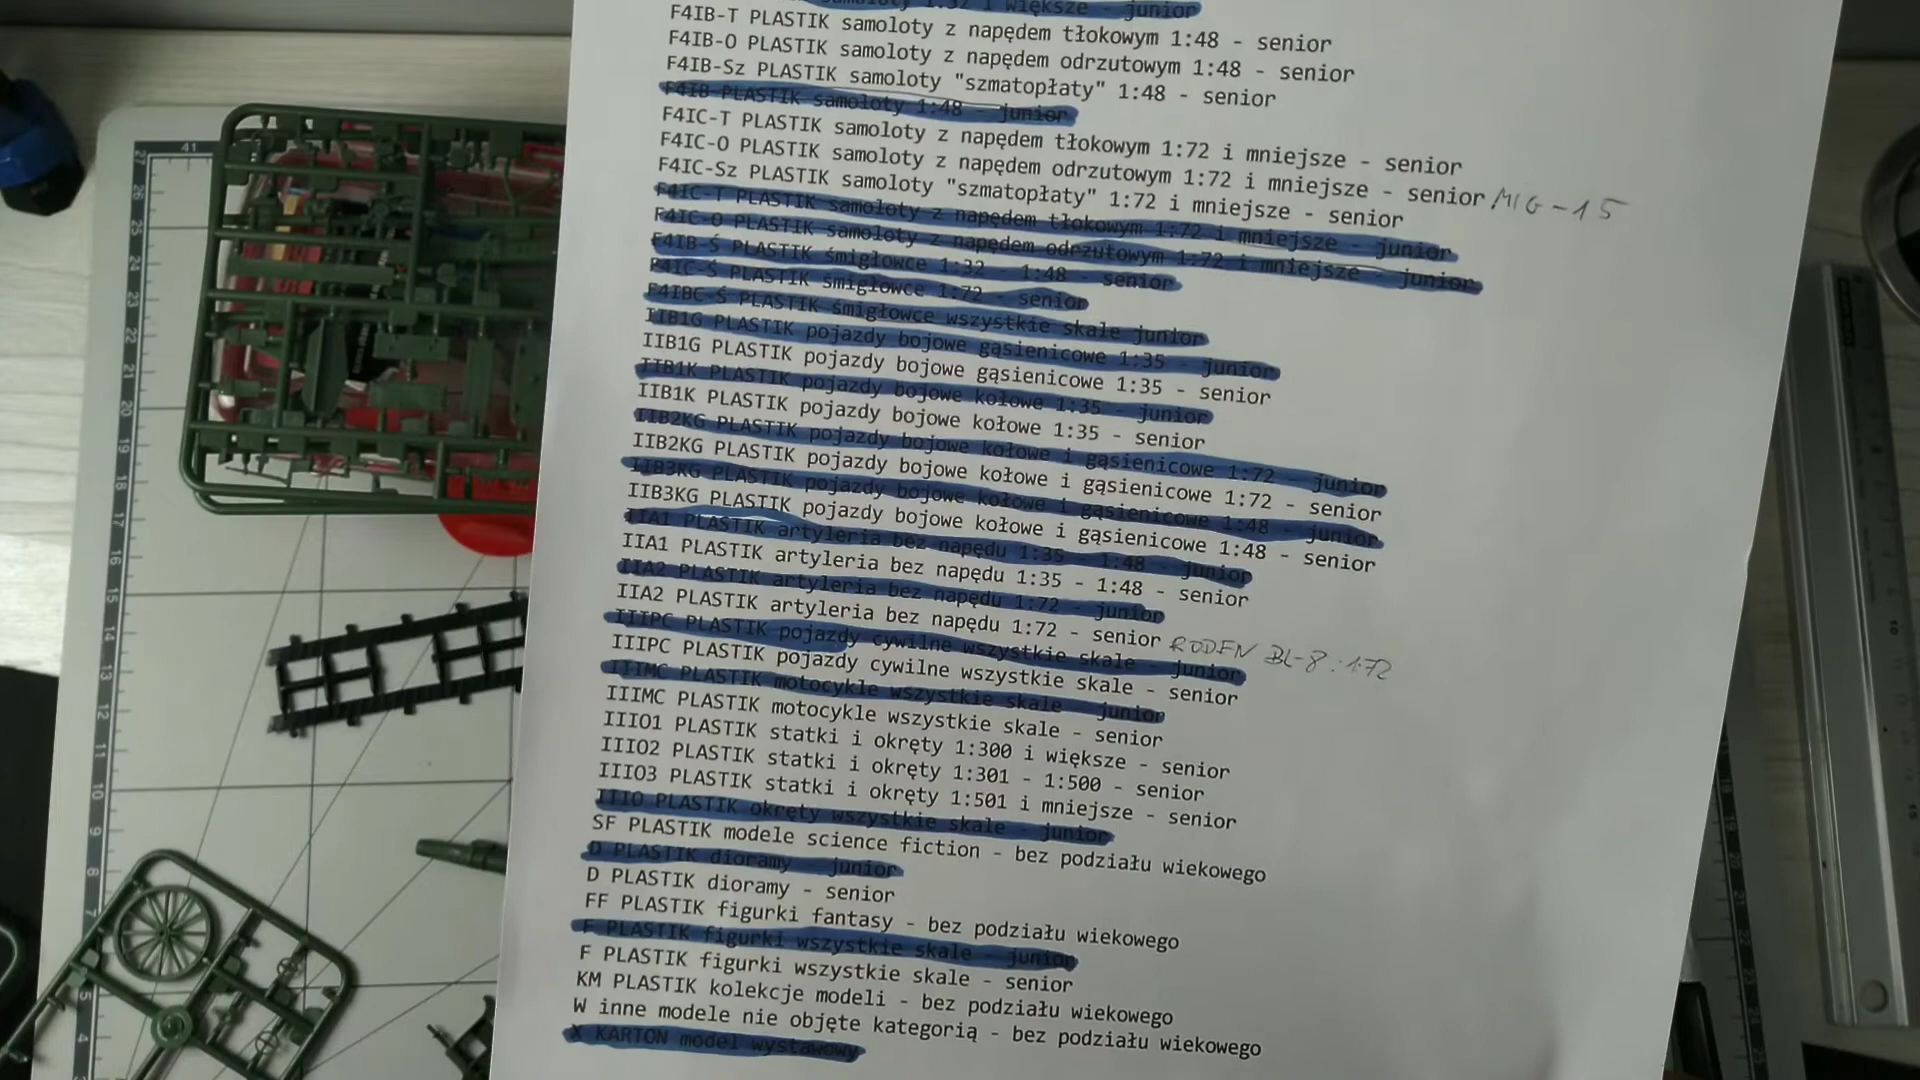 samoloty 1:32 i większe - junior
F4IB-T PLASTIK samoloty z napędem tłokowym 1:48 - senior
F4IB-O PLASTIK samoloty z napędem odrzutowym 1:48 - senior
F4IB-Sz PLASTIK samoloty "szmatopłaty" 1:48 - senior
F4IB PLASTIK samoloty 1:48 - junior
F4IC-T PLASTIK samoloty z napędem tłokowym 1:72 i mniejsze - senior
F4IC-O PLASTIK samoloty z napędem odrzutowym 1:72 i mniejsze - senior MIG-15
F4IC-Sz PLASTIK samoloty "szmatopłaty" 1:72 i mniejsze - senior
F4IC-T PLASTIK samoloty z napędem tłokowym 1:72 i mniejsze - junior
F4IC-O PLASTIK samoloty z napędem odrzutowym 1:72 i mniejsze - junior
F4IB-Ś PLASTIK śmigłowce 1:32 - 1:48 - senior
F4IC-Ś PLASTIK śmigłowce 1:72 - senior
F4IBC-Ś PLASTIK śmigłowce wszystkie skale junior
IIB1G PLASTIK pojazdy bojowe gąsienicowe 1:35 - junior
IIB1G PLASTIK pojazdy bojowe gąsienicowe 1:35 - senior
IIB1K PLASTIK pojazdy bojowe kołowe 1:35 - junior
IIB1K PLASTIK pojazdy bojowe kołowe 1:35 - senior
IIB2KG PLASTIK pojazdy bojowe kołowe i gąsienicowe 1:72 - junior
IIB2KG PLASTIK pojazdy bojowe kołowe i gąsienicowe 1:72 - senior
IIB3KG PLASTIK pojazdy bojowe kołowe i gąsienicowe 1:48 - junior
IIB3KG PLASTIK pojazdy bojowe kołowe i gąsienicowe 1:48 - senior
IIA1 PLASTIK artyleria bez napędu 1:35 - 1:48 - junior
IIA1 PLASTIK artyleria bez napędu 1:35 - 1:48 - senior
IIA2 PLASTIK artyleria bez napędu 1:72 - junior
IIA2 PLASTIK artyleria bez napędu 1:72 - senior RODEN BL-8 1:72
IIIPC PLASTIK pojazdy cywilne wszystkie skale - junior
IIIPC PLASTIK pojazdy cywilne wszystkie skale - senior
IIIMC PLASTIK motocykle wszystkie skale - junior
IIIMC PLASTIK motocykle wszystkie skale - senior
IIIO1 PLASTIK statki i okręty 1:300 i większe - senior
IIIO2 PLASTIK statki i okręty 1:301 - 1:500 - senior
IIIO3 PLASTIK statki i okręty 1:501 i mniejsze - senior
IIIO PLASTIK okręty wszystkie skale - junior
SF PLASTIK modele science fiction - bez podziału wiekowego
D PLASTIK dioramy - junior
D PLASTIK dioramy - senior
FF PLASTIK figurki fantasy - bez podziału wiekowego
F PLASTIK figurki wszystkie skale - junior
F PLASTIK figurki wszystkie skale - senior
KM PLASTIK kolekcje modeli - bez podziału wiekowego
W inne modele nie objęte kategorią - bez podziału wiekowego
X KARTON model wystawowy